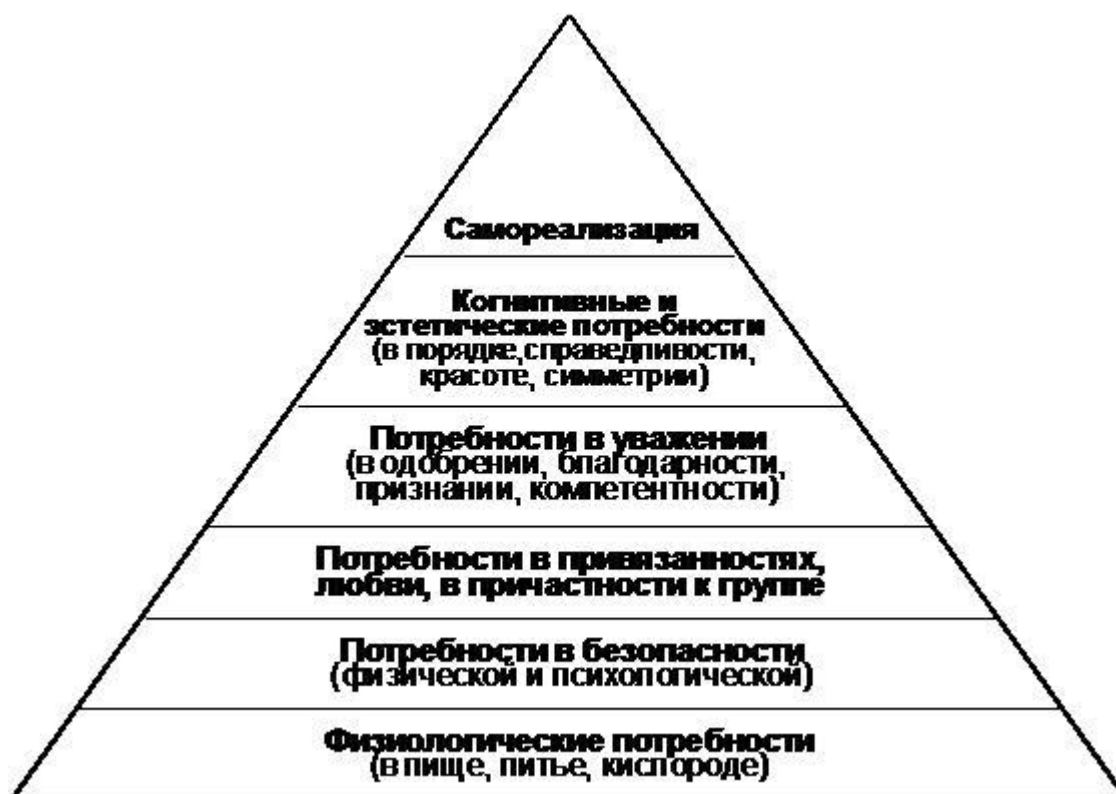 Самореализация
Когнитивные и
эстетические потребности
(в порядке,справедливости,
красоте, симметрии)
Потребности в уважении
(в одобрении, благодарности,
признании, компетентности)
Потребности в привязанностях,
любви, в причастности к группе
Потребности в безопасности
(физической и психологической)
Физиологические потребности
(в пище, питье, кислороде)